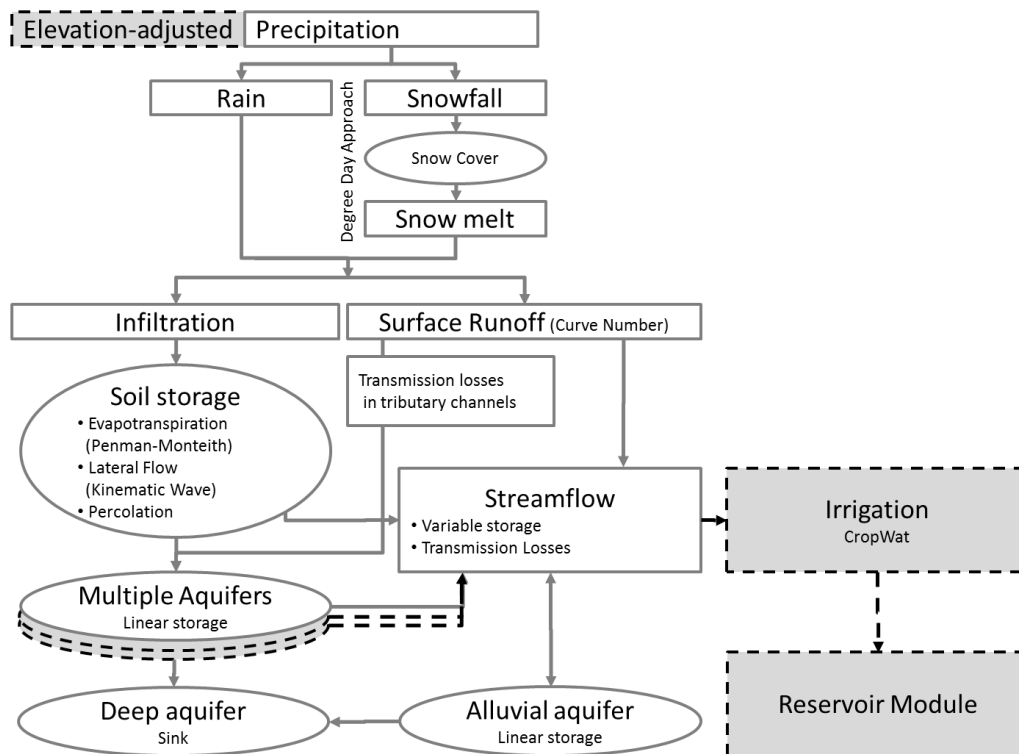 Elevation-adjusted Precipitation
Rain
Snowfall
Degree Day Approach
Snow Cover
Snow melt
Infiltration
Surface Runoff (Curve Number)
Transmission losses
in tributary channels
Soil storage
• Evapotranspiration
(Penman-Monteith)
• Lateral Flow
(Kinematic Wave)
• Percolation
Streamflow
• Variable storage
• Transmission Losses
Irrigation
CropWat
Multiple Aquifers
Linear storage
Reservoir Module
Deep aquifer
Sink
Alluvial aquifer
Linear storage